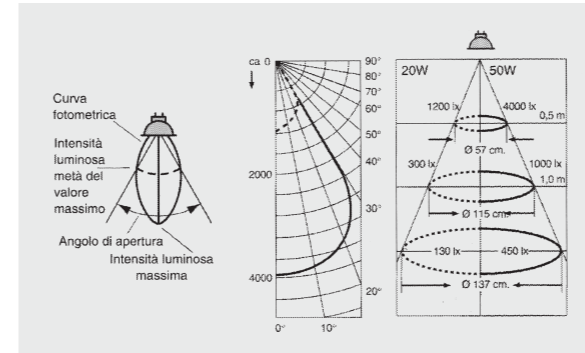 Curva
fotometrica
Intensità
luminosa
metà del
valore
massimo
Angolo di apertura
Intensità luminosa
massima
ca 0
2000
4000
90°
80°
70°
60°
50°
40°
30°
20°
0°
10°
20W 50W
1200 lx 4000 lx
0,5 m
Ø 57 cm.
300 lx 1000 lx
1,0 m
Ø 115 cm.
130 lx 450 lx
Ø 137 cm.